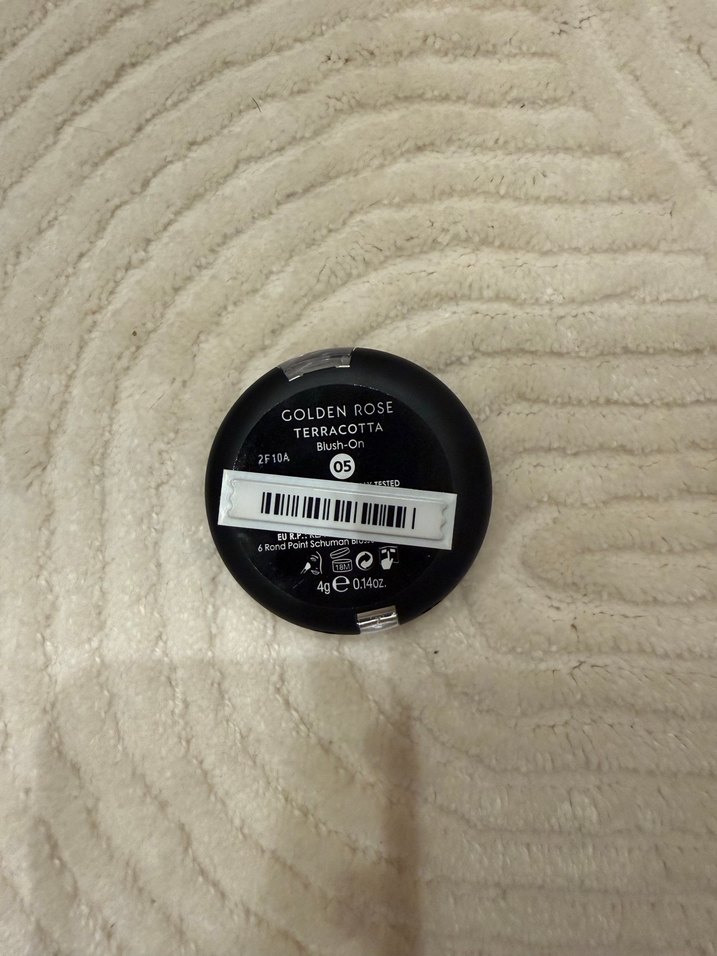 GOLDEN ROSE
TERRACOTTA
Blush-On
2F10A
05
TESTED
EU R.P.:
6 Rond Point Schuman
18M
4g e 0.14oz.